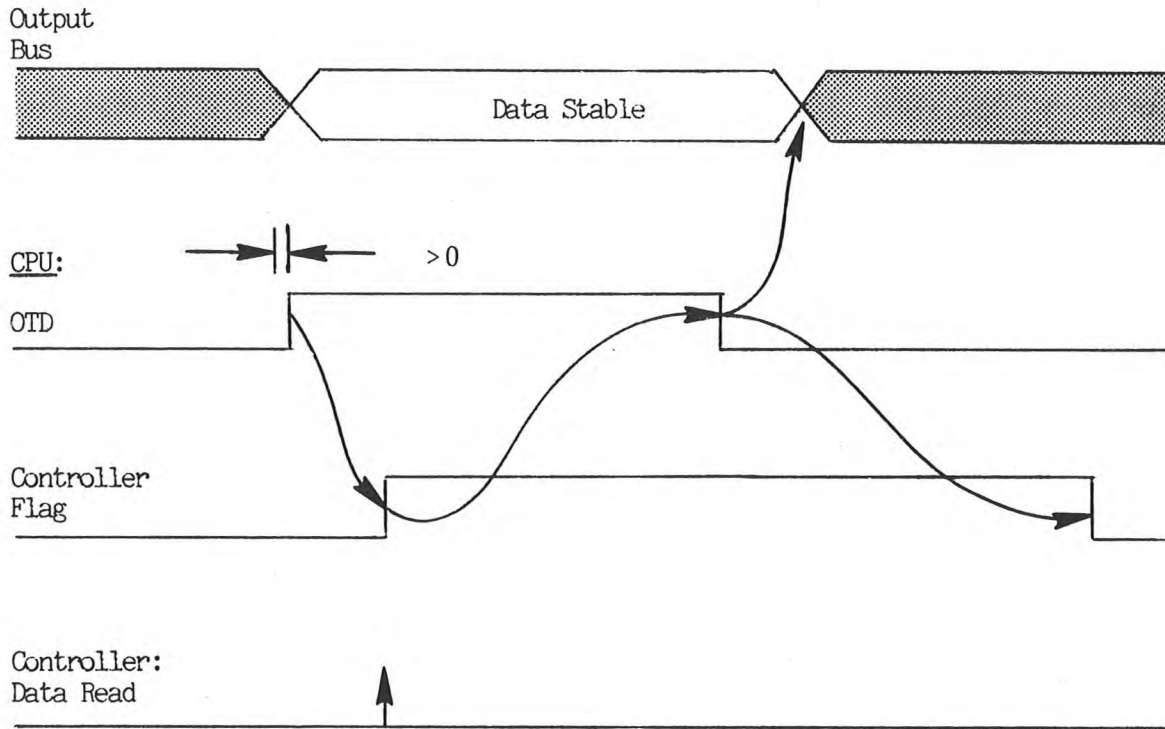 Output
Bus
Data Stable
>0
CPU:
OTD
Controller
Flag
Controller:
Data Read